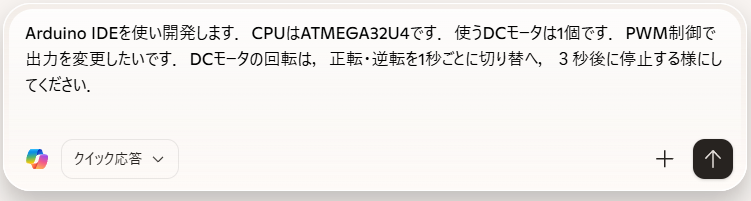 Arduino IDEを使い開発します． CPUはATMEGA32U4です． 使うDCモータは1個です． PWM制御で
出力を変更したいです． DCモータの回転は， 正転・逆転を1秒ごとに切り替へ， ３秒後に停止する様にし
てください．
クイック応答